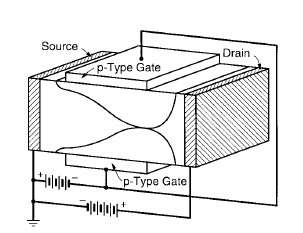 Source
Drain
p-Type Gate
p-Type Gate
+ −
− +